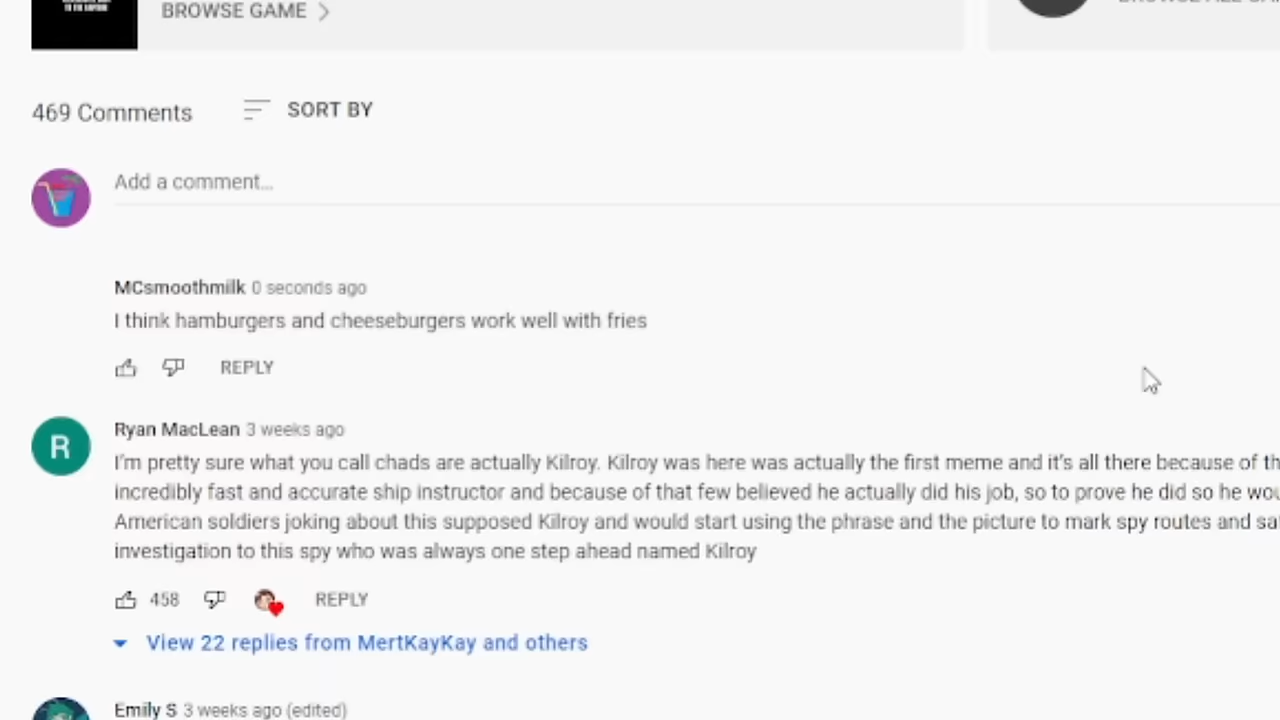 BROWSE GAME
469 Comments
SORT BY
Add a comment...
MCsmoothmilk 0 seconds ago
I think hamburgers and cheeseburgers work well with fries
REPLY
R
Ryan MacLean 3 weeks ago
I'm pretty sure what you call chads are actually Kilroy. Kilroy was here was actually the first meme and it's all there because of th
incredibly fast and accurate ship instructor and because of that few believed he actually did his job, so to prove he did so he wou
American soldiers joking about this supposed Kilroy and would start using the phrase and the picture to mark spy routes and sa
investigation to this spy who was always one step ahead named Kilroy
458
REPLY
View 22 replies from MertKayKay and others
Emily S 3 weeks ago (edited)